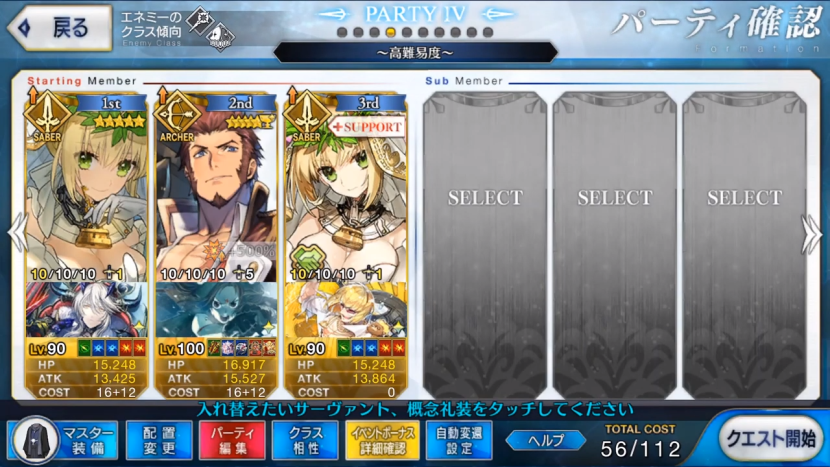 戻る
エネミーの
クラス傾向
Enemy Class
PARTY IV
～高難易度～
パーティ確認
Formation
Starting Member
Sub Member
1st
SABER
10/10/10 1
Lv.90
HP 15,248
ATK 13,425
COST 16+12
2nd
ARCHER
+500%
10/10/10 5
Lv.100
HP 16,917
ATK 15,527
COST 16+12
3rd
SABER
+SUPPORT
10/10/10 1
Lv.90
HP 15,248
ATK 13,864
COST 0
SELECT
SELECT
SELECT
入れ替えたいサーヴァント、概念礼装をタッチしてください
マスター
装備
配置
変更
パーティ
編集
クラス
相性
イベントボーナス
詳細確認
自動変遷
設定
ヘルプ
TOTAL COST
56/112
クエスト開始